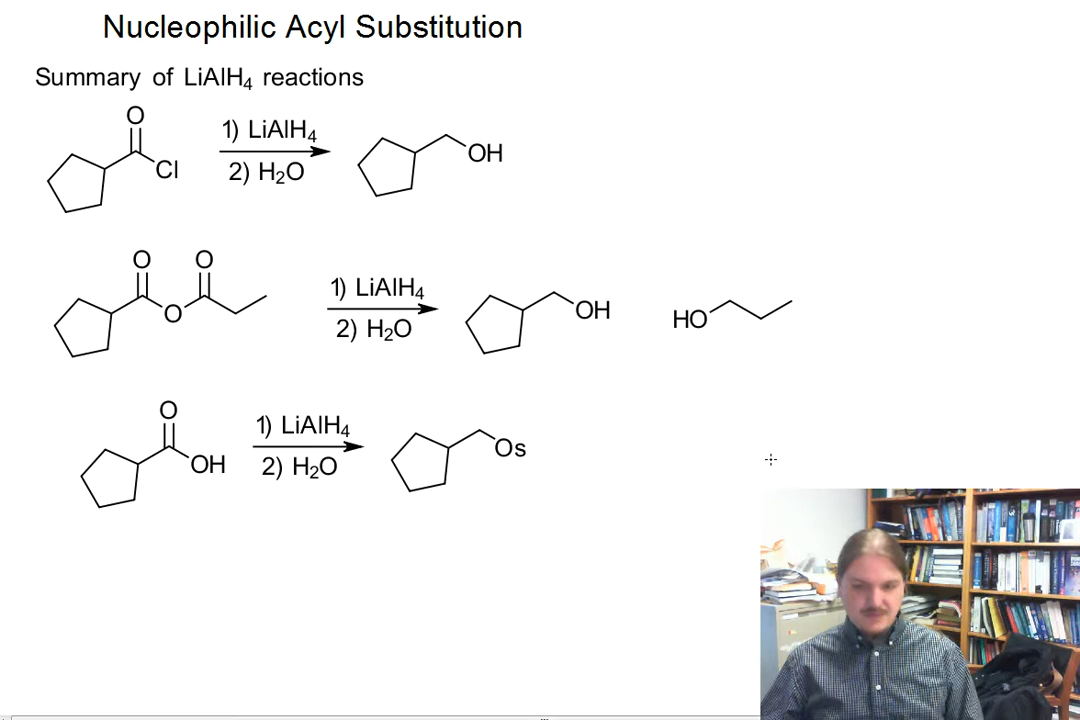 Nucleophilic Acyl Substitution
Summary of LiAlH4 reactions
O
Cl
1) LiAlH4
2) H2O
OH
O O
O
1) LiAlH4
2) H2O
OH
HO
O
OH
1) LiAlH4
2) H2O
Os